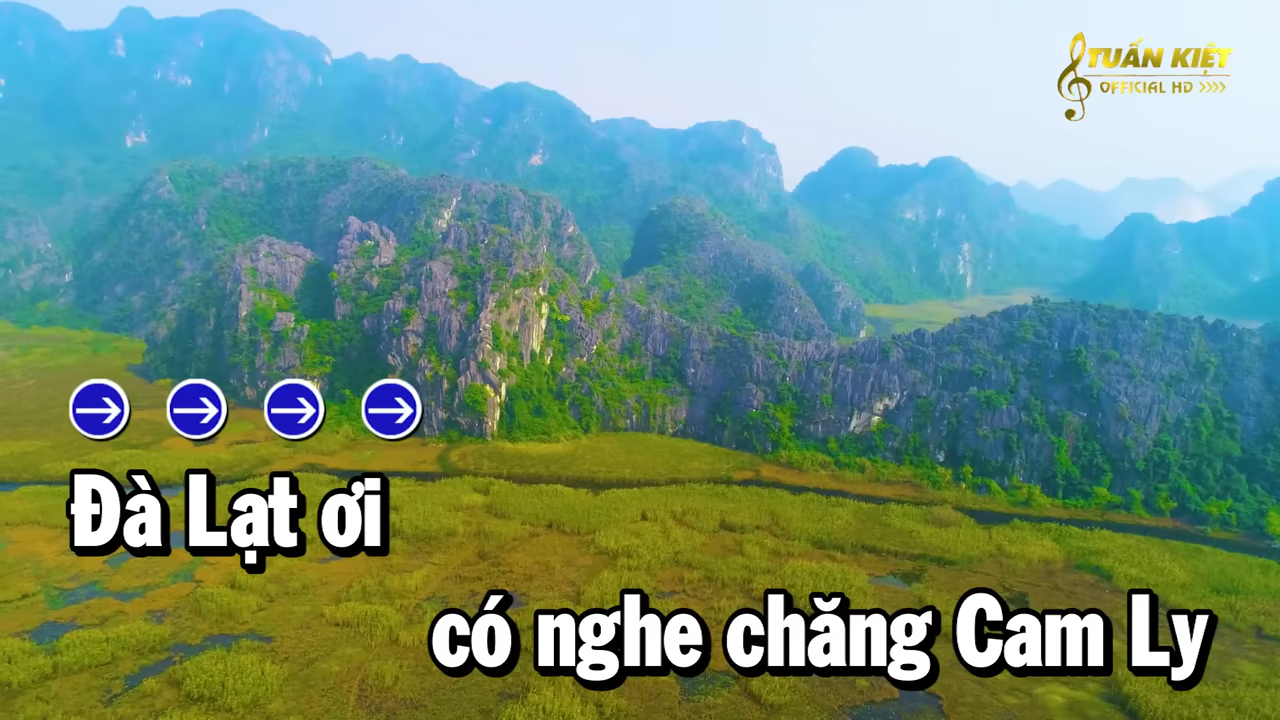 TUẤN KIỆT
OFFICIAL HD
Đà Lạt ơi
có nghe chăng Cam Ly